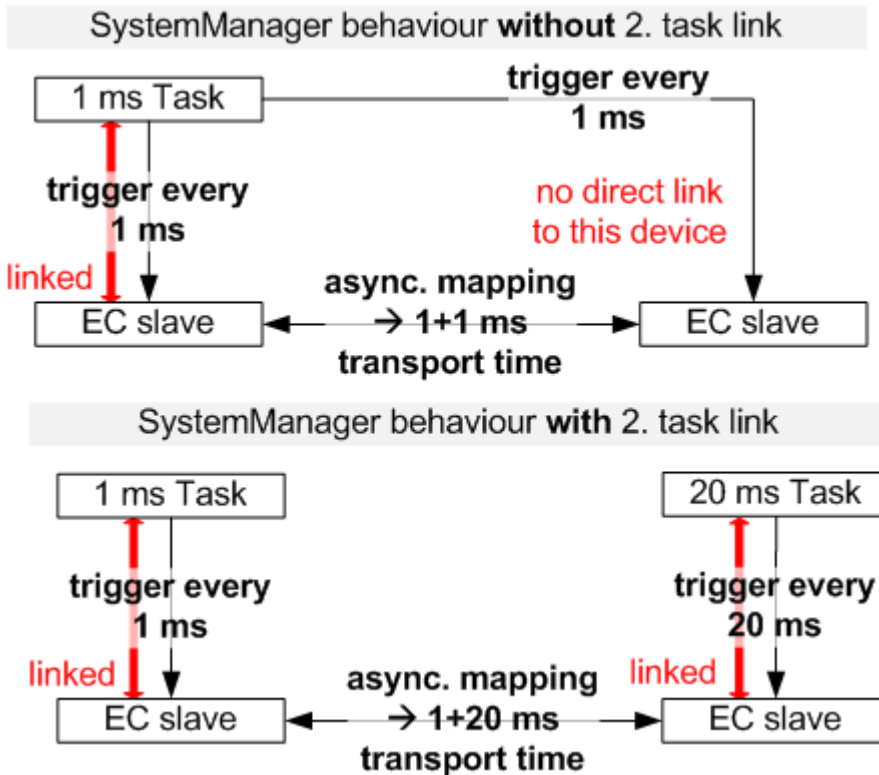 SystemManager behaviour without 2. task link
1 ms Task
trigger every
1 ms
trigger every
1 ms
no direct link
to this device
linked
async. mapping
→ 1+1 ms
transport time
EC slave
EC slave
SystemManager behaviour with 2. task link
1 ms Task
20 ms Task
trigger every
1 ms
trigger every
20 ms
linked
linked
async. mapping
→ 1+20 ms
transport time
EC slave
EC slave